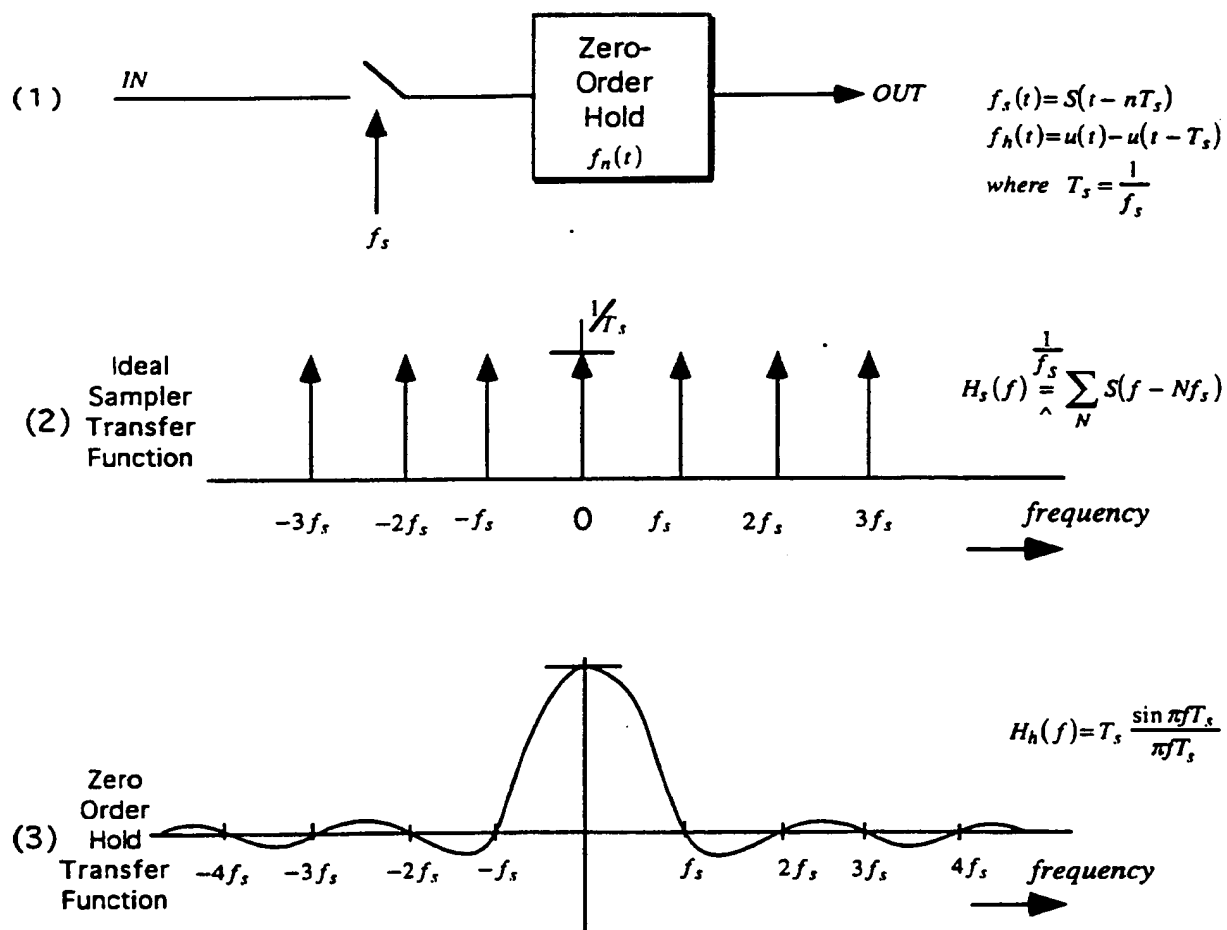 (1)
IN
Zero-
Order
Hold
f_n(t)
OUT
f_s
f_s(t)=S(t-nT_s)
f_h(t)=u(t)-u(t-T_s)
where T_s = 1/f_s
(2)
Ideal
Sampler
Transfer
Function
1/T_s
H_s(f) = 1/f_s ^ ∑_N S(f-Nf_s)
-3f_s -2f_s -f_s 0 f_s 2f_s 3f_s frequency
(3)
Zero
Order
Hold
Transfer
Function
H_h(f)=T_s sin πfT_s / πfT_s
-4f_s -3f_s -2f_s -f_s f_s 2f_s 3f_s 4f_s frequency